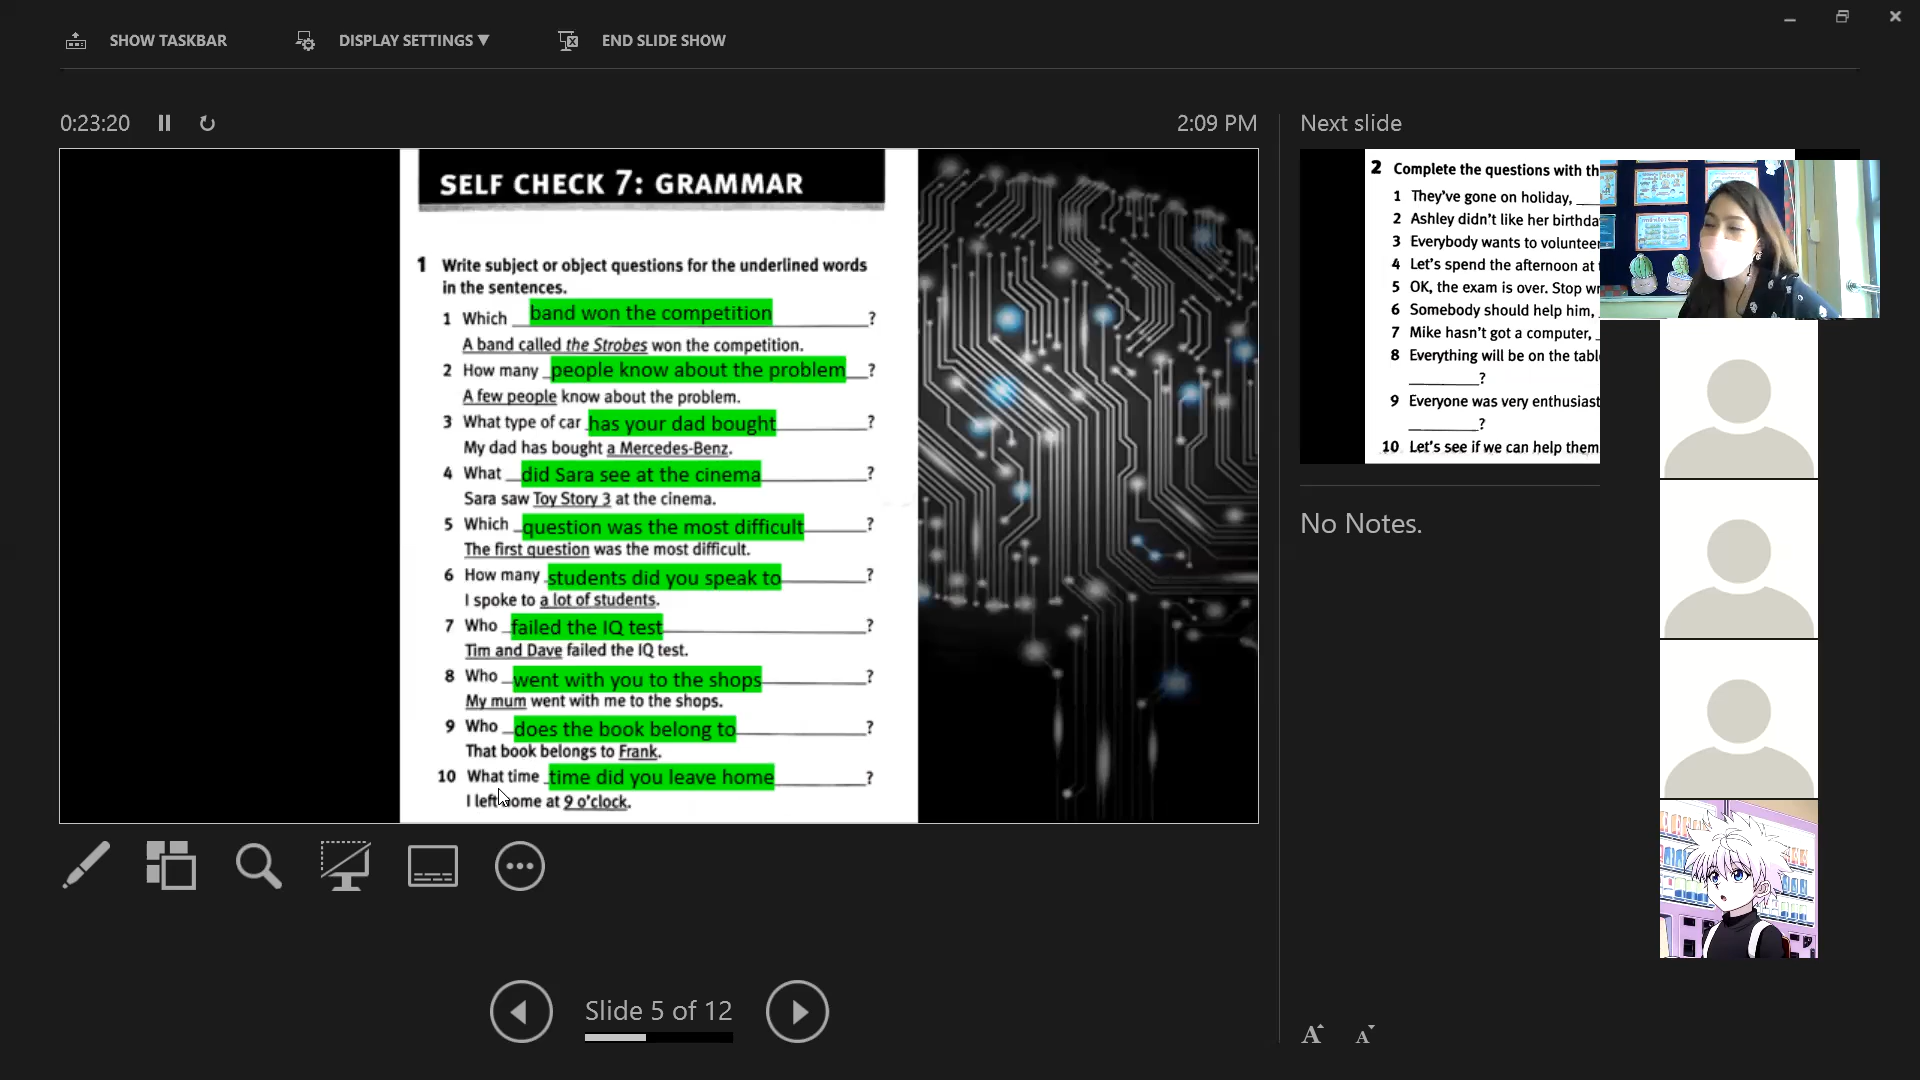 SHOW TASKBAR
DISPLAY SETTINGS ▼
END SLIDE SHOW
0:23:20
2:09 PM
SELF CHECK 7: GRAMMAR
1 Write subject or object questions for the underlined words
in the sentences.
1 Which band won the competition ?
A band called the Strobes won the competition.
2 How many people know about the problem ?
A few people know about the problem.
3 What type of car has your dad bought ?
My dad has bought a Mercedes-Benz.
4 What did Sara see at the cinema ?
Sara saw Toy Story 3 at the cinema.
5 Which question was the most difficult ?
The first question was the most difficult.
6 How many students did you speak to ?
I spoke to a lot of students.
7 Who failed the IQ test ?
Tim and Dave failed the IQ test.
8 Who went with you to the shops ?
My mum went with me to the shops.
9 Who does the book belong to ?
That book belongs to Frank.
10 What time time did you leave home ?
I left home at 9 o'clock.
Slide 5 of 12
Next slide
2 Complete the questions with th
1 They've gone on holiday, ___
2 Ashley didn't like her birthda
3 Everybody wants to volunteer
4 Let's spend the afternoon at
5 OK, the exam is over. Stop wr
6 Somebody should help him,
7 Mike hasn't got a computer, _
8 Everything will be on the tabl
________?
9 Everyone was very enthusiast
________?
10 Let's see if we can help them
No Notes.
A A